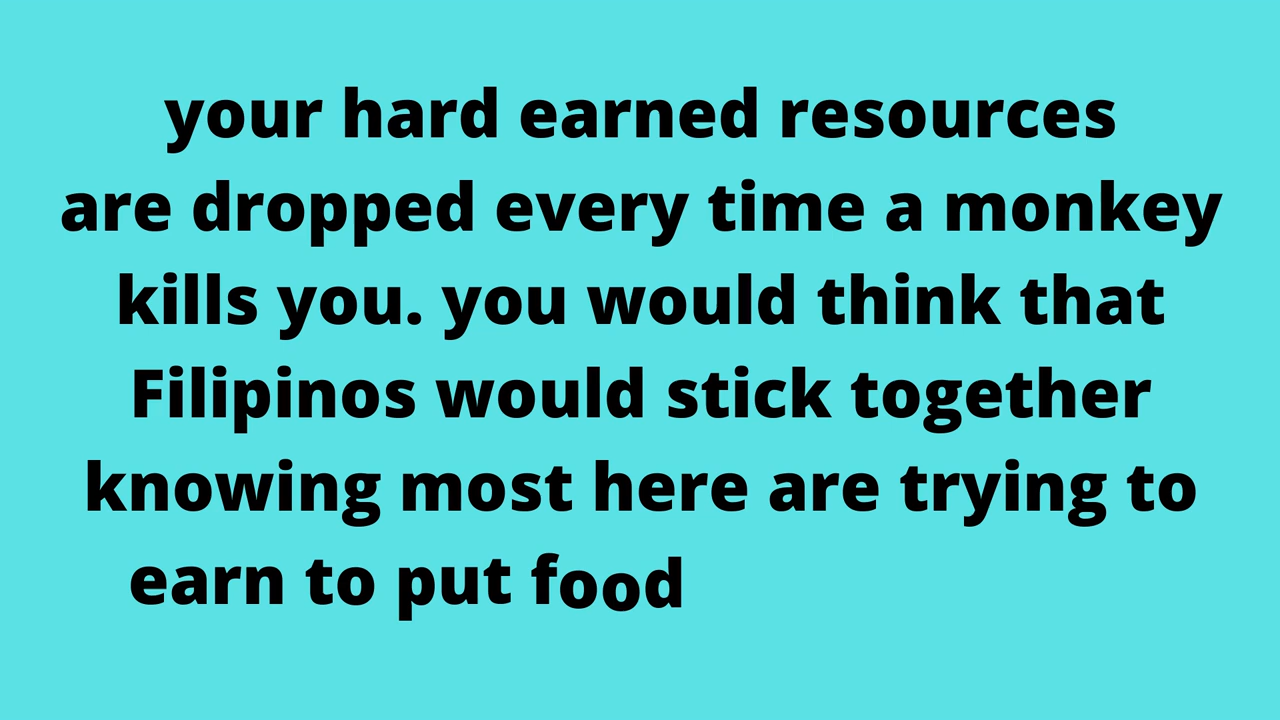 your hard earned resources
are dropped every time a monkey
kills you. you would think that
Filipinos would stick together
knowing most here are trying to
earn to put food